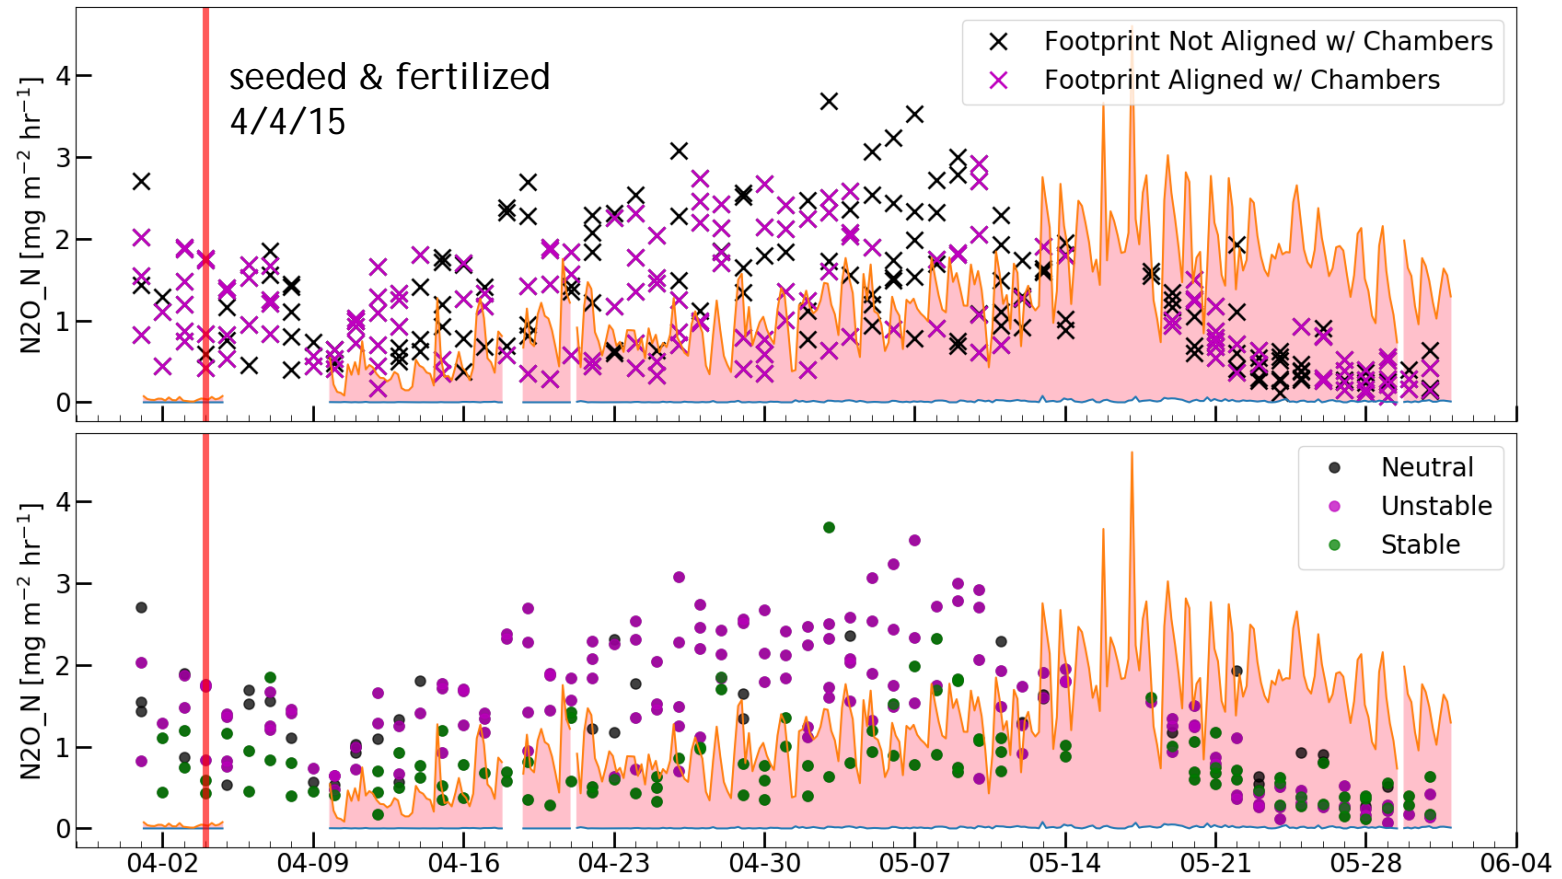 N2O_N [mg m⁻² hr⁻¹]
4
3
2
1
0
seeded & fertilized
4/4/15
Footprint Not Aligned w/ Chambers
Footprint Aligned w/ Chambers
N2O_N [mg m⁻² hr⁻¹]
4
3
2
1
0
Neutral
Unstable
Stable
04-02 04-09 04-16 04-23 04-30 05-07 05-14 05-21 05-28 06-04